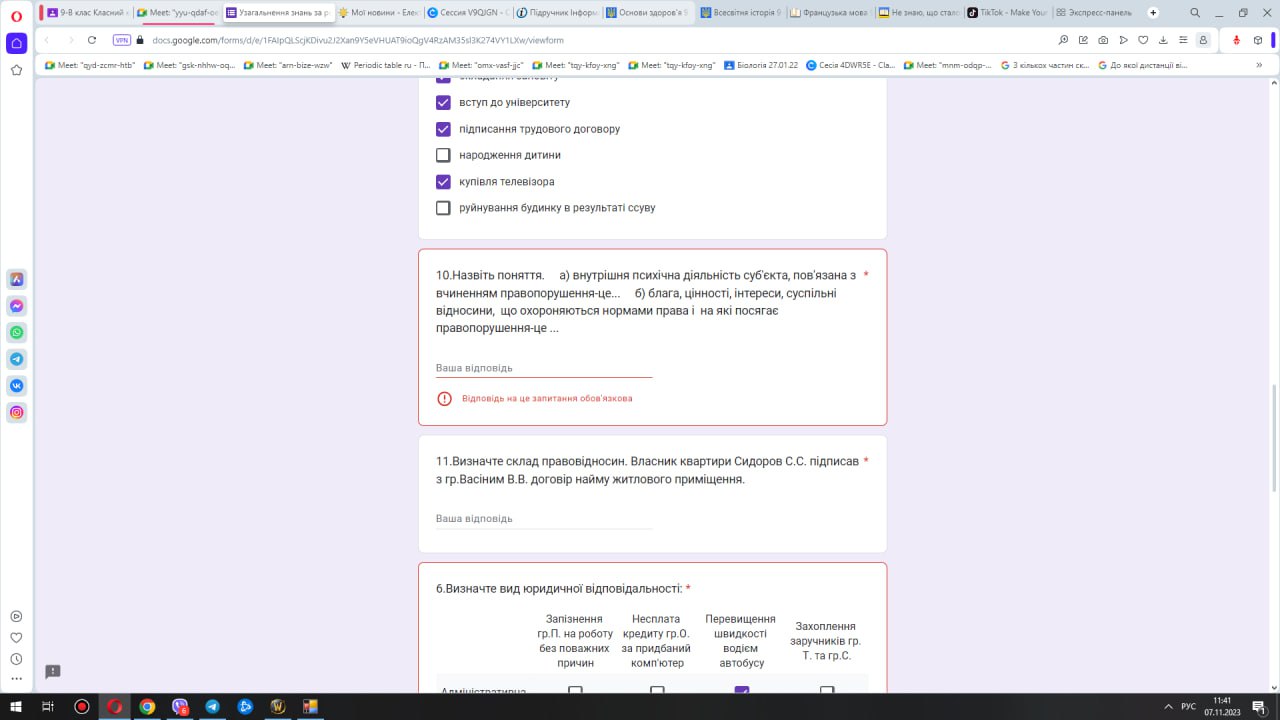 9-В клас Класний к
Meet: "yyu-qdaf-oe
Узагальнення знань за р
Мої новини – Елек
Сессия V9QJGN - C
Підручник Інформ
Основи здоров'я 9
Всесвітня історія 9
Французька мова
Не знаю, що стало
TikTok - Make Your
Экспресс-панель
VPN
docs.google.com/forms/d/e/1FAIpQLScjKDivu2J2Xan9Y5eVHUAT9ioQgV4RzAM35sI3K274VY1LXw/viewform
Meet: "qyd-zcmr-htb"
Meet: "gsk-nhhw-oq...
Meet: "arn-bize-wzw"
Periodic table ru - П...
Meet: "omx-vasf-jjc"
Meet: "tqy-kfoy-xng"
Meet: "tqy-kfoy-xng"
Біологія 27.01.22
Сесія 4DWR5E - Cla...
Meet: "mnm-odqp-...
З кількох частин ск...
До якої дистанції ві...
складання заповіту
вступ до університету
підписання трудового договору
народження дитини
купівля телевізора
руйнування будинку в результаті ссуву
10.Назвіть поняття. а) внутрішня психічна діяльність суб'єкта, пов'язана з *
вчиненням правопорушення-це... б) блага, цінності, інтереси, суспільні
відносини, що охороняються нормами права і на які посягає
правопорушення-це ...
Ваша відповідь
Відповідь на це запитання обов'язкова
11.Визначте склад правовідносин. Власник квартири Сидоров С.С. підписав *
з гр.Васіним В.В. договір найму житлового приміщення.
Ваша відповідь
6.Визначте вид юридичної відповідальності: *
Запізнення
гр.П. на роботу
без поважних
причин
Несплата
кредиту гр.О.
за придбаний
комп'ютер
Перевищення
швидкості
водієм
автобусу
Захоплення
заручників гр.
Т. та гр.С.
Адміністративна
РУС
11:41
07.11.2023